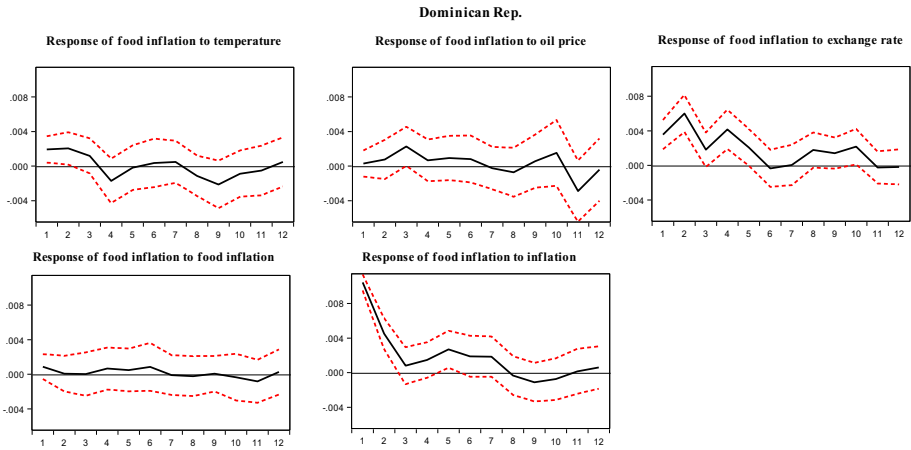 Dominican Rep.
Response of food inflation to temperature
.008
.004
.000
-.004
1 2 3 4 5 6 7 8 9 10 11 12
Response of food inflation to oil price
.008
.004
.000
-.004
1 2 3 4 5 6 7 8 9 10 11 12
Response of food inflation to exchange rate
.008
.004
.000
-.004
1 2 3 4 5 6 7 8 9 10 11 12
Response of food inflation to food inflation
.008
.004
.000
-.004
1 2 3 4 5 6 7 8 9 10 11 12
Response of food inflation to inflation
.008
.004
.000
-.004
1 2 3 4 5 6 7 8 9 10 11 12